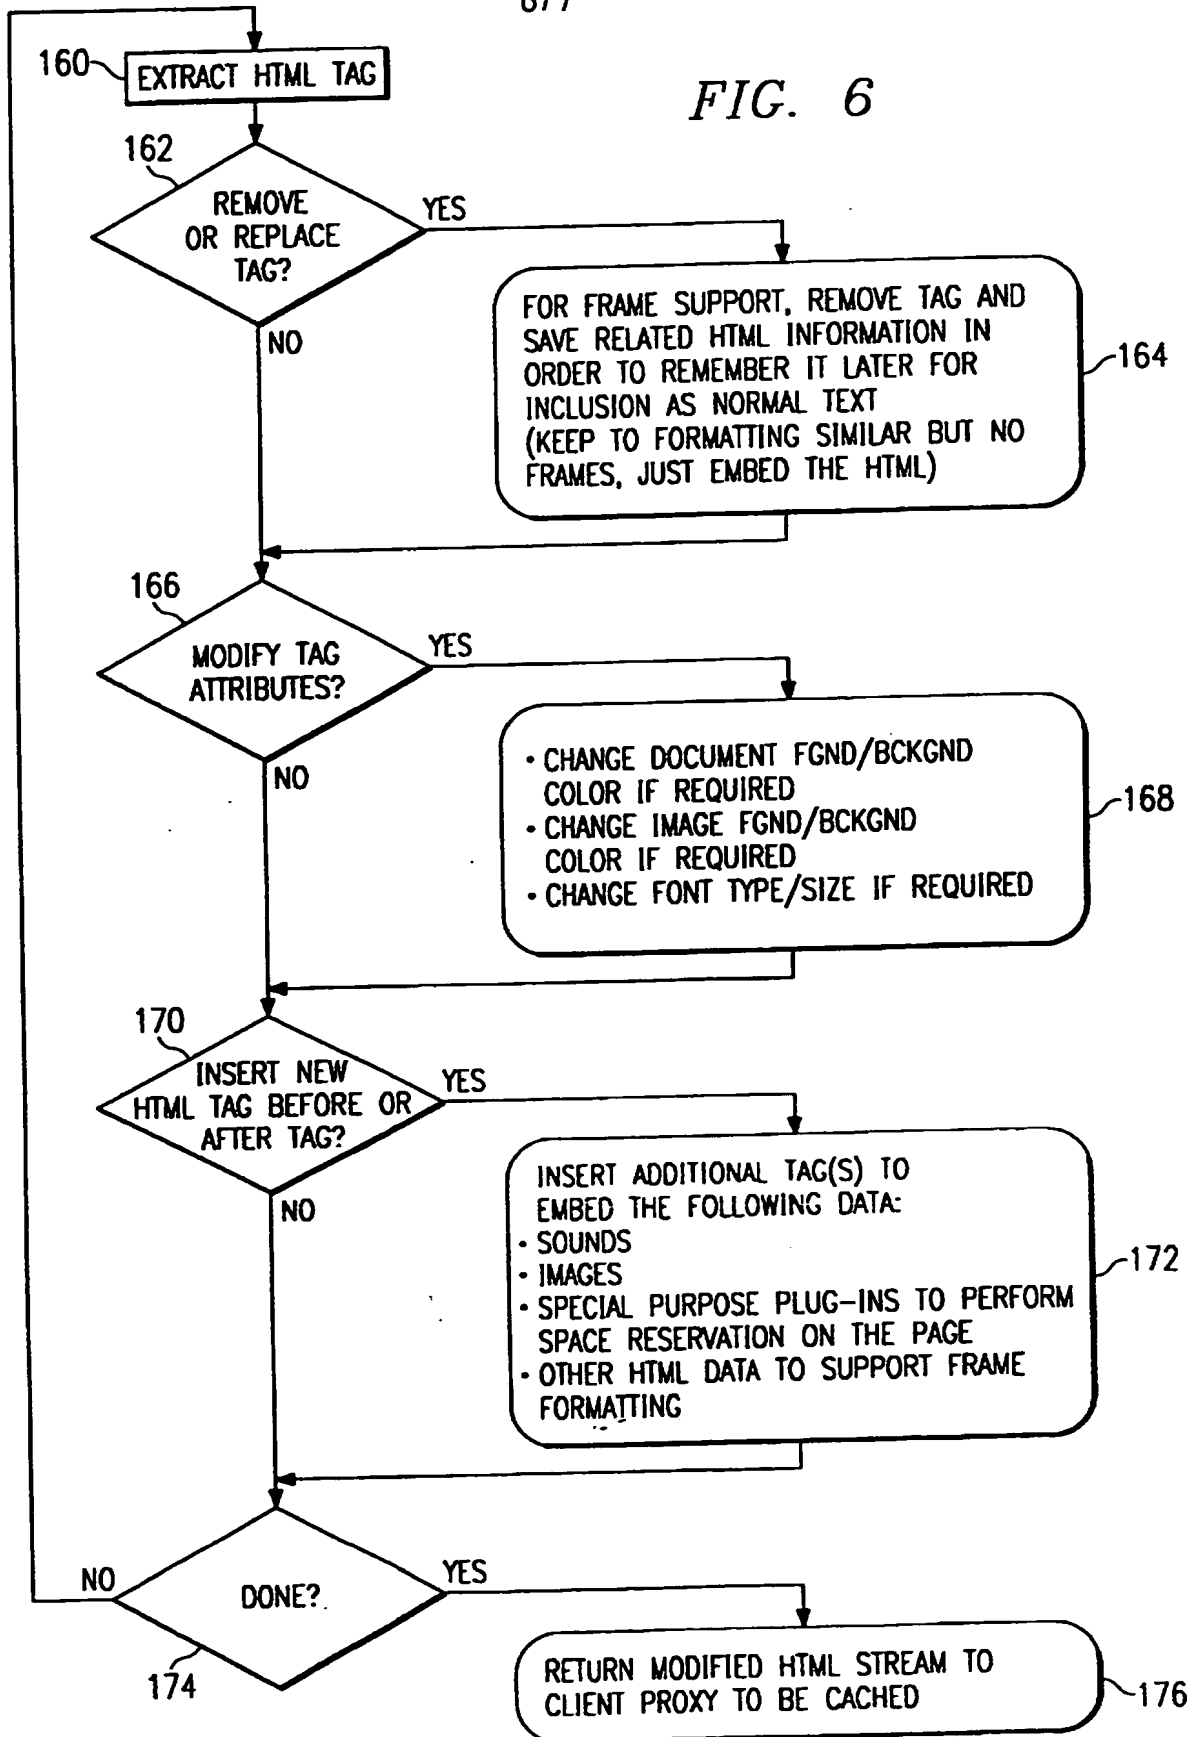 160
EXTRACT HTML TAG
FIG. 6
162
REMOVE
OR REPLACE
TAG?
YES
NO
FOR FRAME SUPPORT, REMOVE TAG AND
SAVE RELATED HTML INFORMATION IN
ORDER TO REMEMBER IT LATER FOR
INCLUSION AS NORMAL TEXT
(KEEP TO FORMATTING SIMILAR BUT NO
FRAMES, JUST EMBED THE HTML)
164
166
MODIFY TAG
ATTRIBUTES?
YES
NO
• CHANGE DOCUMENT FGND/BCKGND
COLOR IF REQUIRED
• CHANGE IMAGE FGND/BCKGND
COLOR IF REQUIRED
• CHANGE FONT TYPE/SIZE IF REQUIRED
168
170
INSERT NEW
HTML TAG BEFORE OR
AFTER TAG?
YES
NO
INSERT ADDITIONAL TAG(S) TO
EMBED THE FOLLOWING DATA:
• SOUNDS
• IMAGES
• SPECIAL PURPOSE PLUG-INS TO PERFORM
SPACE RESERVATION ON THE PAGE
• OTHER HTML DATA TO SUPPORT FRAME
FORMATTING
172
NO
DONE?
YES
174
RETURN MODIFIED HTML STREAM TO
CLIENT PROXY TO BE CACHED
176